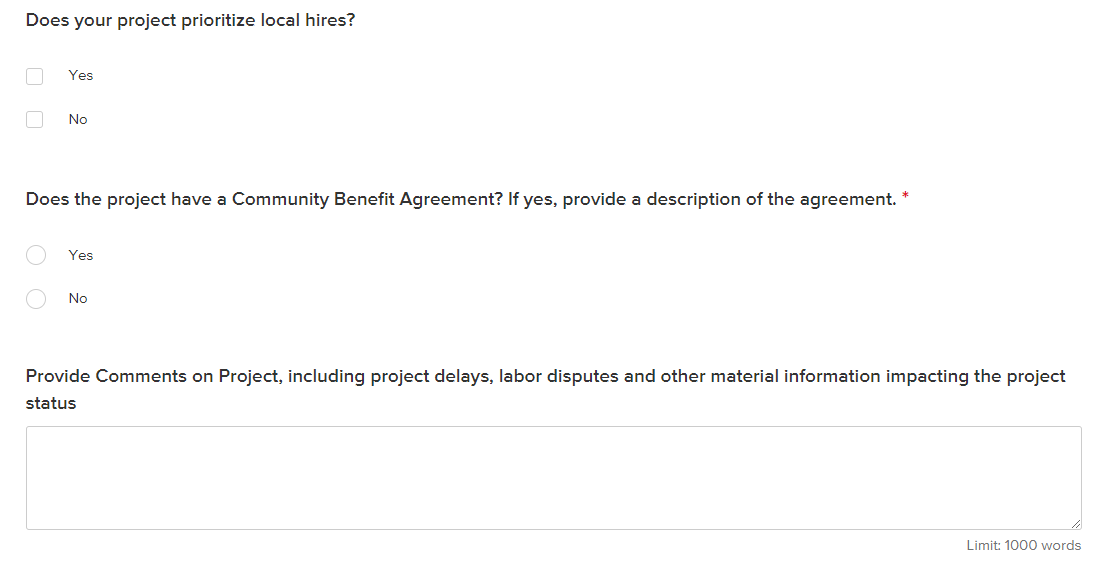 Does your project prioritize local hires?
Yes
No
Does the project have a Community Benefit Agreement? If yes, provide a description of the agreement. *
Yes
No
Provide Comments on Project, including project delays, labor disputes and other material information impacting the project
status
Limit: 1000 words